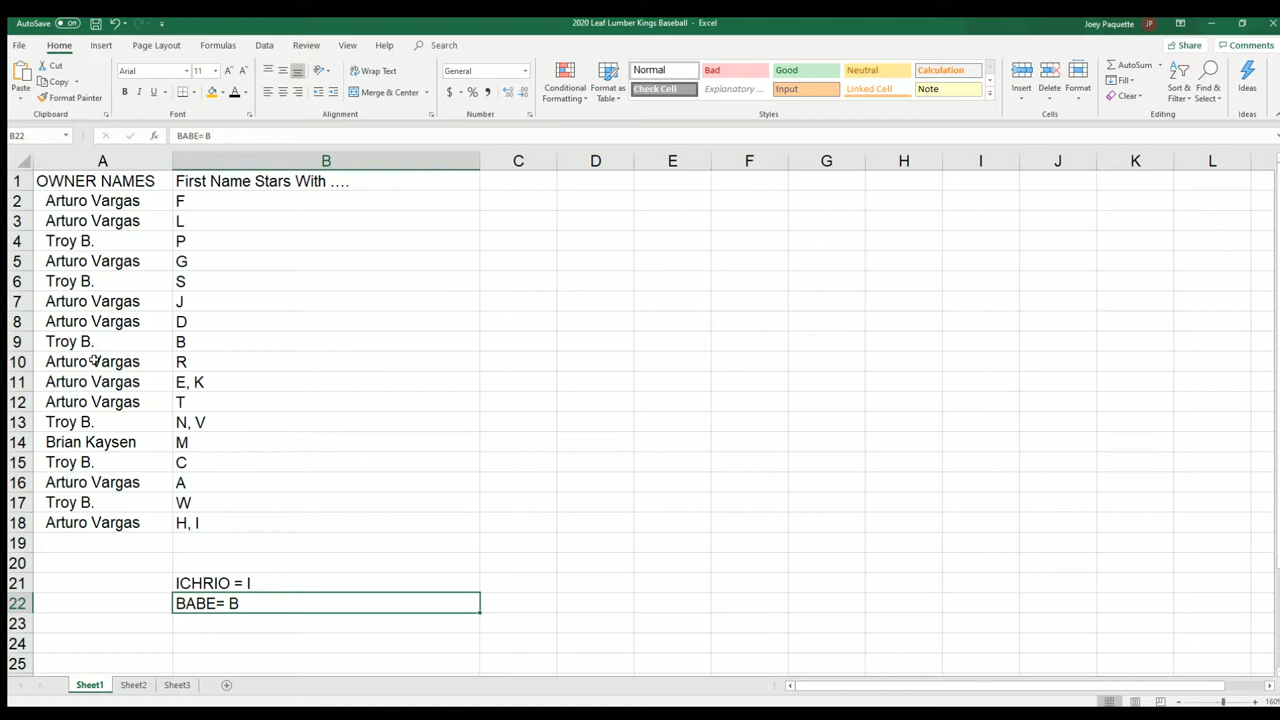 AutoSave Off
2020 Leaf Lumber Kings Baseball - Excel
Joey Paquette JP
File Home Insert Page Layout Formulas Data Review View Help Search Share Comments
Paste Cut Copy Format Painter Clipboard
Arial 11 A A B I U A Font
Wrap Text Merge & Center Alignment
General $ % , Number
Conditional Formatting Format as Table
Normal Bad Good Neutral Calculation
Check Cell Explanatory ... Input Linked Cell Note
Styles
Insert Delete Format Cells
AutoSum Fill Clear Sort & Filter Find & Select Editing
Ideas Ideas
B22 fx BABE= B
A B C D E F G H I J K L
1 OWNER NAMES First Name Stars With ….
2 Arturo Vargas F
3 Arturo Vargas L
4 Troy B. P
5 Arturo Vargas G
6 Troy B. S
7 Arturo Vargas J
8 Arturo Vargas D
9 Troy B. B
10 Arturo Vargas R
11 Arturo Vargas E, K
12 Arturo Vargas T
13 Troy B. N, V
14 Brian Kaysen M
15 Troy B. C
16 Arturo Vargas A
17 Troy B. W
18 Arturo Vargas H, I
19
20
21 ICHRIO = I
22 BABE= B
23
24
25
Sheet1 Sheet2 Sheet3
160%